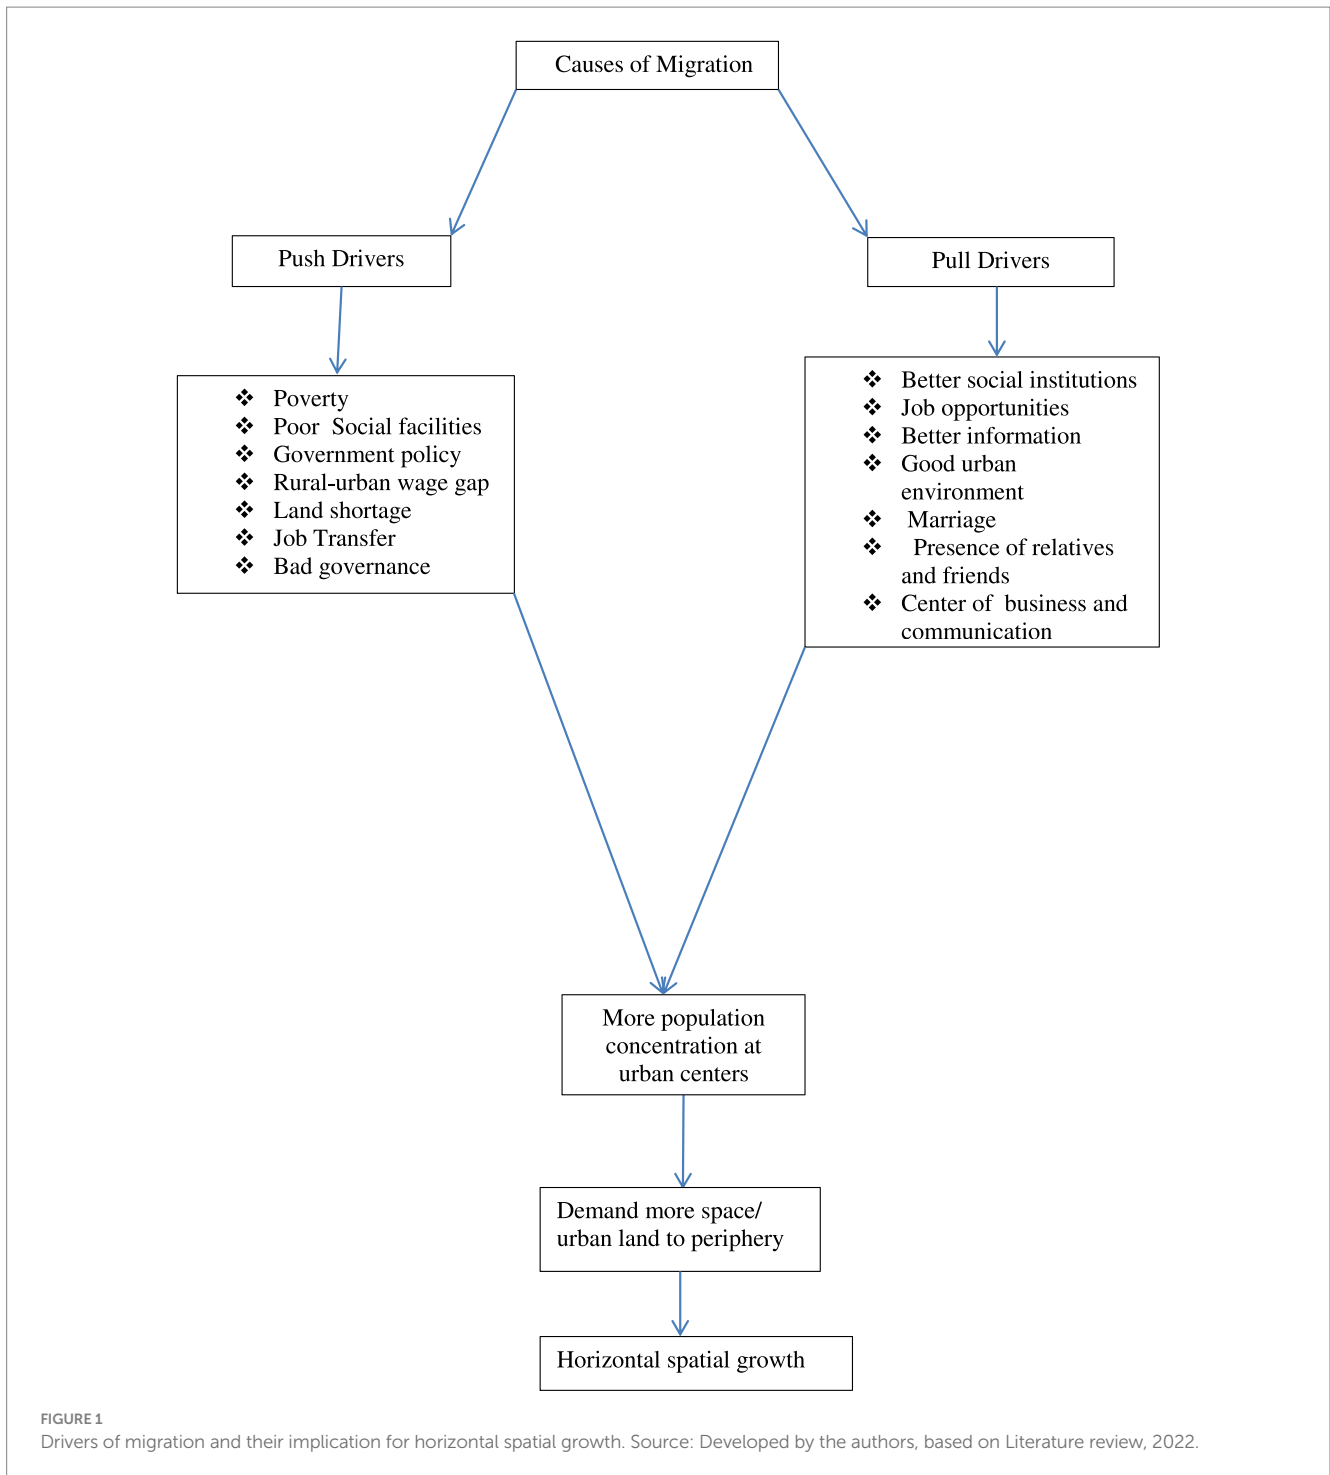 Causes of Migration
Push Drivers
Pull Drivers
❖ Poverty
❖ Poor Social facilities
❖ Government policy
❖ Rural-urban wage gap
❖ Land shortage
❖ Job Transfer
❖ Bad governance
❖ Better social institutions
❖ Job opportunities
❖ Better information
❖ Good urban
environment
❖ Marriage
❖ Presence of relatives
and friends
❖ Center of business and
communication
More population
concentration at
urban centers
Demand more space/
urban land to periphery
Horizontal spatial growth
FIGURE 1
Drivers of migration and their implication for horizontal spatial growth. Source: Developed by the authors, based on Literature review, 2022.